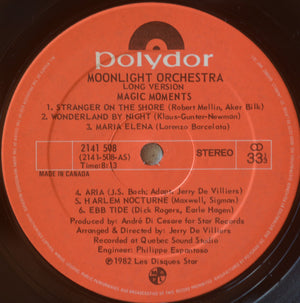 polydor
MOONLIGHT ORCHESTRA
LONG VERSION
MAGIC MOMENTS
1. STRANGER ON THE SHORE (Robert Mellin, Aker Bilk)
2. WONDERLAND BY NIGHT (Klaus-Gunter-Newman)
3. MARIA ELENA (Lorenzo Barcelata)
2141 508
(2141-508-AS)
Time: 8:13
STEREO
CD
33⅓
MADE IN CANADA
4. ARIA (J.S. Bach; Adapt. Jerry De Villiers)
5. HARLEM NOCTURNE (Maxwell, Sigman)
6. EBB TIDE (Dick Rogers, Earle Hagen)
Produced by: André Di Cesare for Star Records
Arranged & Directed by: Jerry De Villiers
Recorded at Quebec Sound Studio
Engineer: Philippe
℗ 1982 Les Disques Star